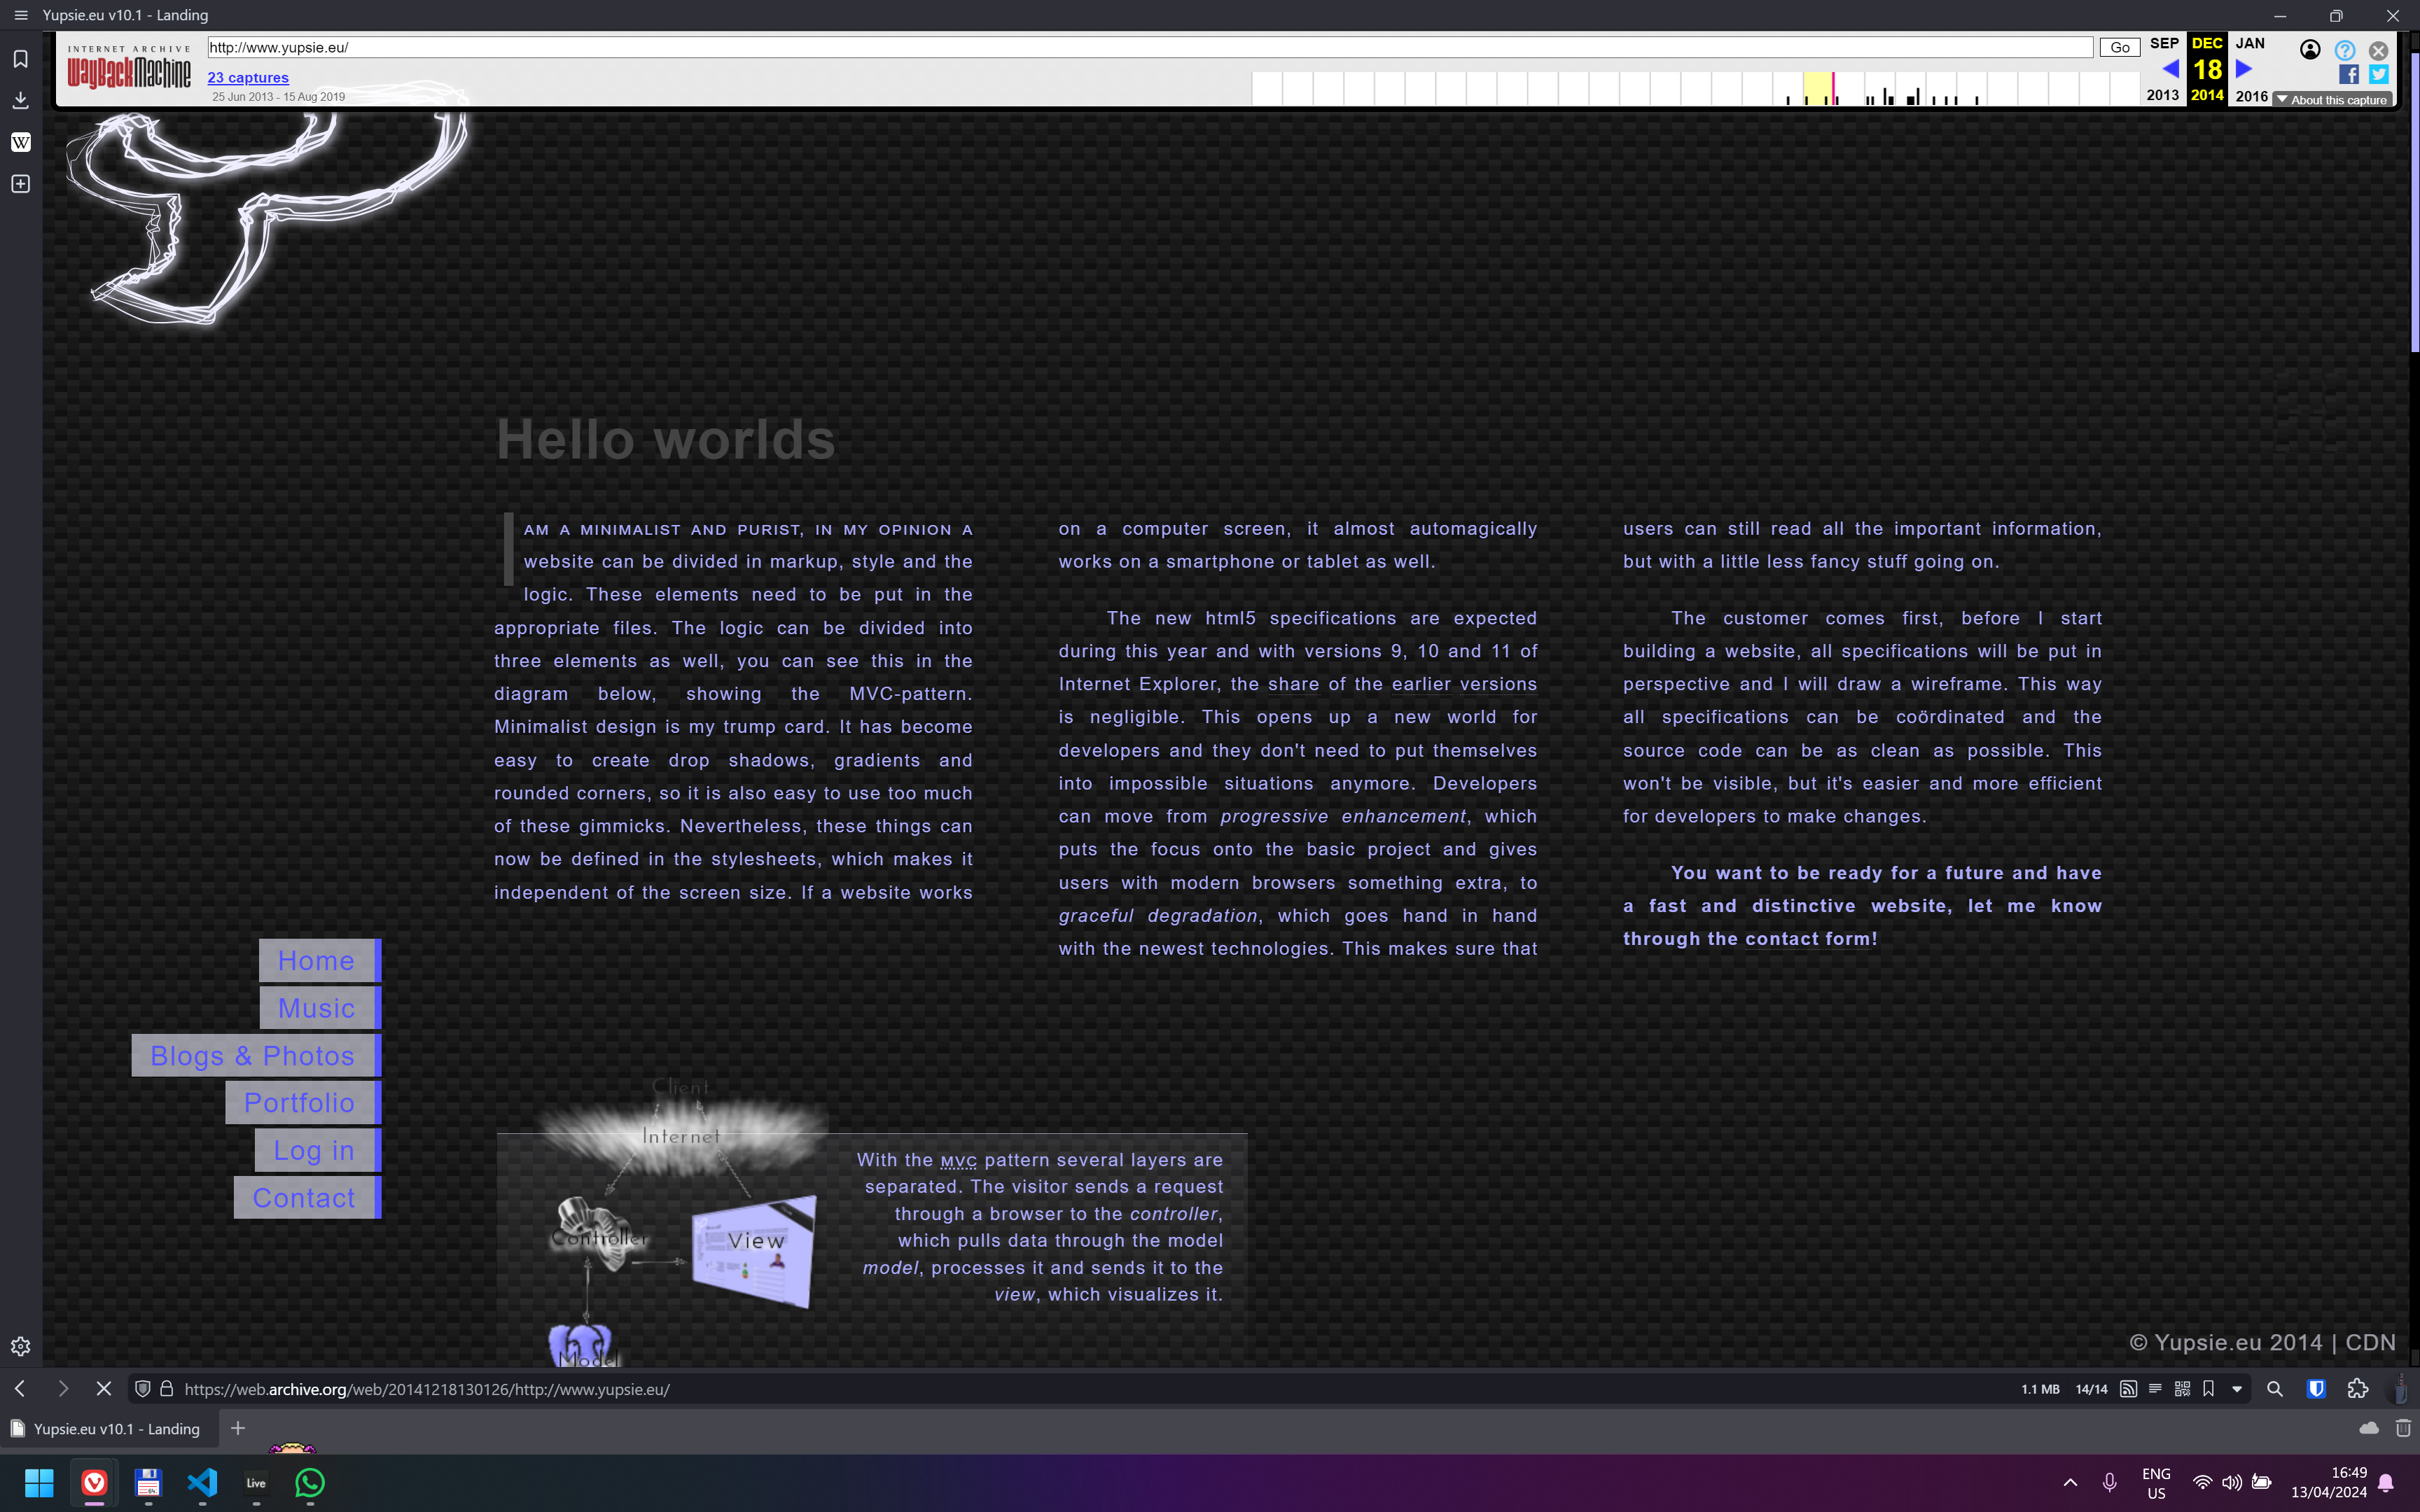 Yupsie.eu v10.1 - Landing
INTERNET ARCHIVE
WayBackMachine
http://www.yupsie.eu/
Go
23 captures
25 Jun 2013 - 15 Aug 2019
SEP DEC JAN
18
2013 2014 2016
About this capture
Hello worlds
I AM A MINIMALIST AND PURIST, IN MY OPINION A
website can be divided in markup, style and the
logic. These elements need to be put in the
appropriate files. The logic can be divided into
three elements as well, you can see this in the
diagram below, showing the MVC-pattern.
Minimalist design is my trump card. It has become
easy to create drop shadows, gradients and
rounded corners, so it is also easy to use too much
of these gimmicks. Nevertheless, these things can
now be defined in the stylesheets, which makes it
independent of the screen size. If a website works
on a computer screen, it almost automagically
works on a smartphone or tablet as well.
The new html5 specifications are expected
during this year and with versions 9, 10 and 11 of
Internet Explorer, the share of the earlier versions
is negligible. This opens up a new world for
developers and they don't need to put themselves
into impossible situations anymore. Developers
can move from progressive enhancement, which
puts the focus onto the basic project and gives
users with modern browsers something extra, to
graceful degradation, which goes hand in hand
with the newest technologies. This makes sure that
users can still read all the important information,
but with a little less fancy stuff going on.
The customer comes first, before I start
building a website, all specifications will be put in
perspective and I will draw a wireframe. This way
all specifications can be coördinated and the
source code can be as clean as possible. This
won't be visible, but it's easier and more efficient
for developers to make changes.
You want to be ready for a future and have
a fast and distinctive website, let me know
through the contact form!
Home
Music
Blogs & Photos
Portfolio
Log in
Contact
Client
Internet
Controller
View
Model
With the MVC pattern several layers are
separated. The visitor sends a request
through a browser to the controller,
which pulls data through the model
model, processes it and sends it to the
view, which visualizes it.
© Yupsie.eu 2014 | CDN
https://web.archive.org/web/20141218130126/http://www.yupsie.eu/
1.1 MB 14/14
Yupsie.eu v10.1 - Landing
Live
ENG
US
16:49
13/04/2024